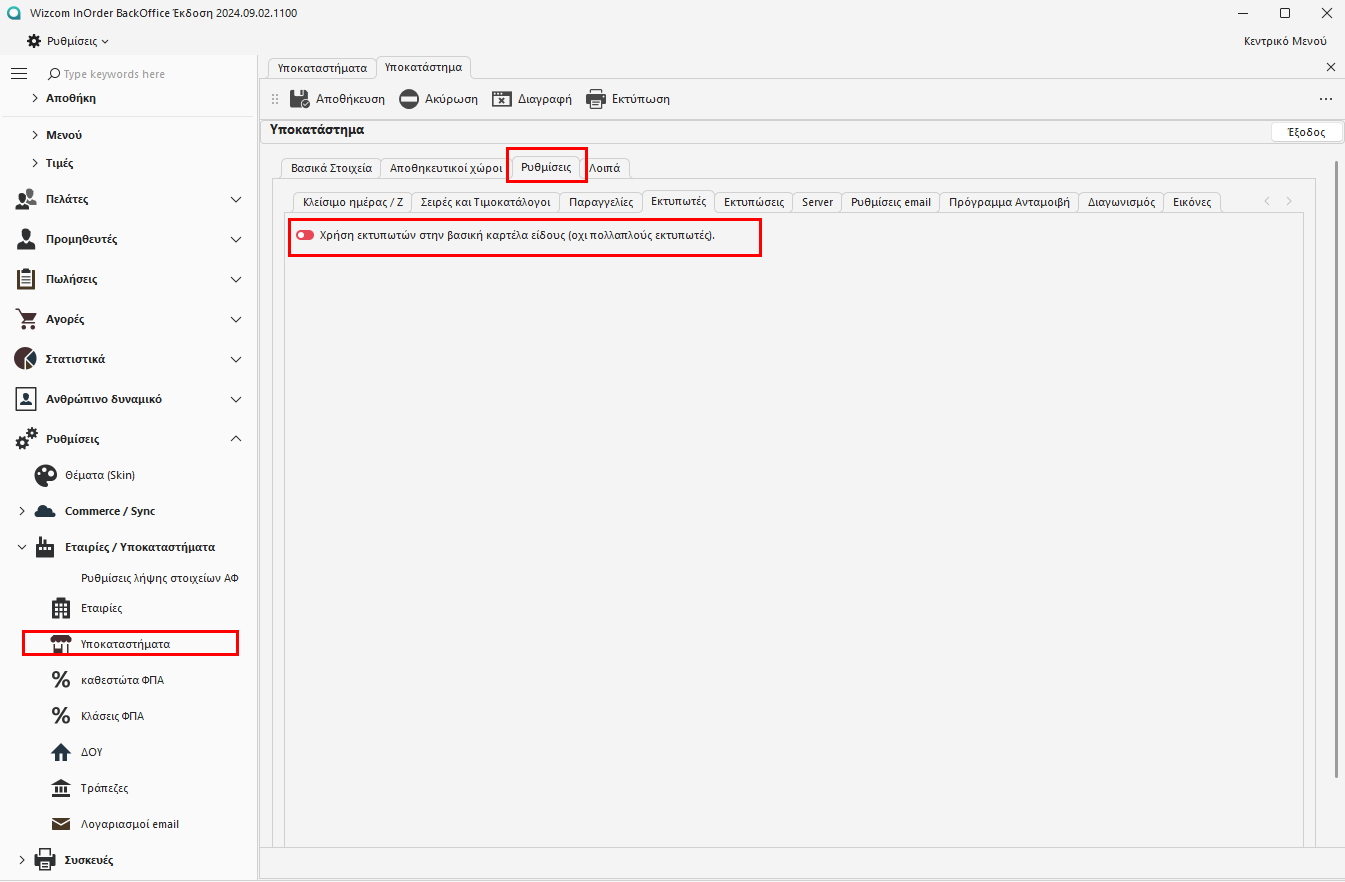 Wizcom InOrder BackOffice Έκδοση 2024.09.02.1100
Ρυθμίσεις
Κεντρικό Μενού
Type keywords here
Αποθήκη
Μενού
Τιμές
Πελάτες
Προμηθευτές
Πωλήσεις
Αγορές
Στατιστικά
Ανθρώπινο δυναμικό
Ρυθμίσεις
Θέματα (Skin)
Commerce / Sync
Εταιρίες / Υποκαταστήματα
Ρυθμίσεις λήψης στοιχείων ΑΦ
Εταιρίες
Υποκαταστήματα
καθεστώτα ΦΠΑ
Κλάσεις ΦΠΑ
ΔΟΥ
Τράπεζες
Λογαριασμοί email
Συσκευές
Υποκαταστήματα Υποκατάστημα
Αποθήκευση Ακύρωση Διαγραφή Εκτύπωση
Υποκατάστημα
Έξοδος
Βασικά Στοιχεία Αποθηκευτικοί χώροι Ρυθμίσεις Λοιπά
Κλείσιμο ημέρας / Ζ Σειρές και Τιμοκατάλογοι Παραγγελίες Εκτυπωτές Εκτυπώσεις Server Ρυθμίσεις email Πρόγραμμα Ανταμοιβή Διαγωνισμός Εικόνες
Χρήση εκτυπωτών στην βασική καρτέλα είδους (οχι πολλαπλούς εκτυπωτές).